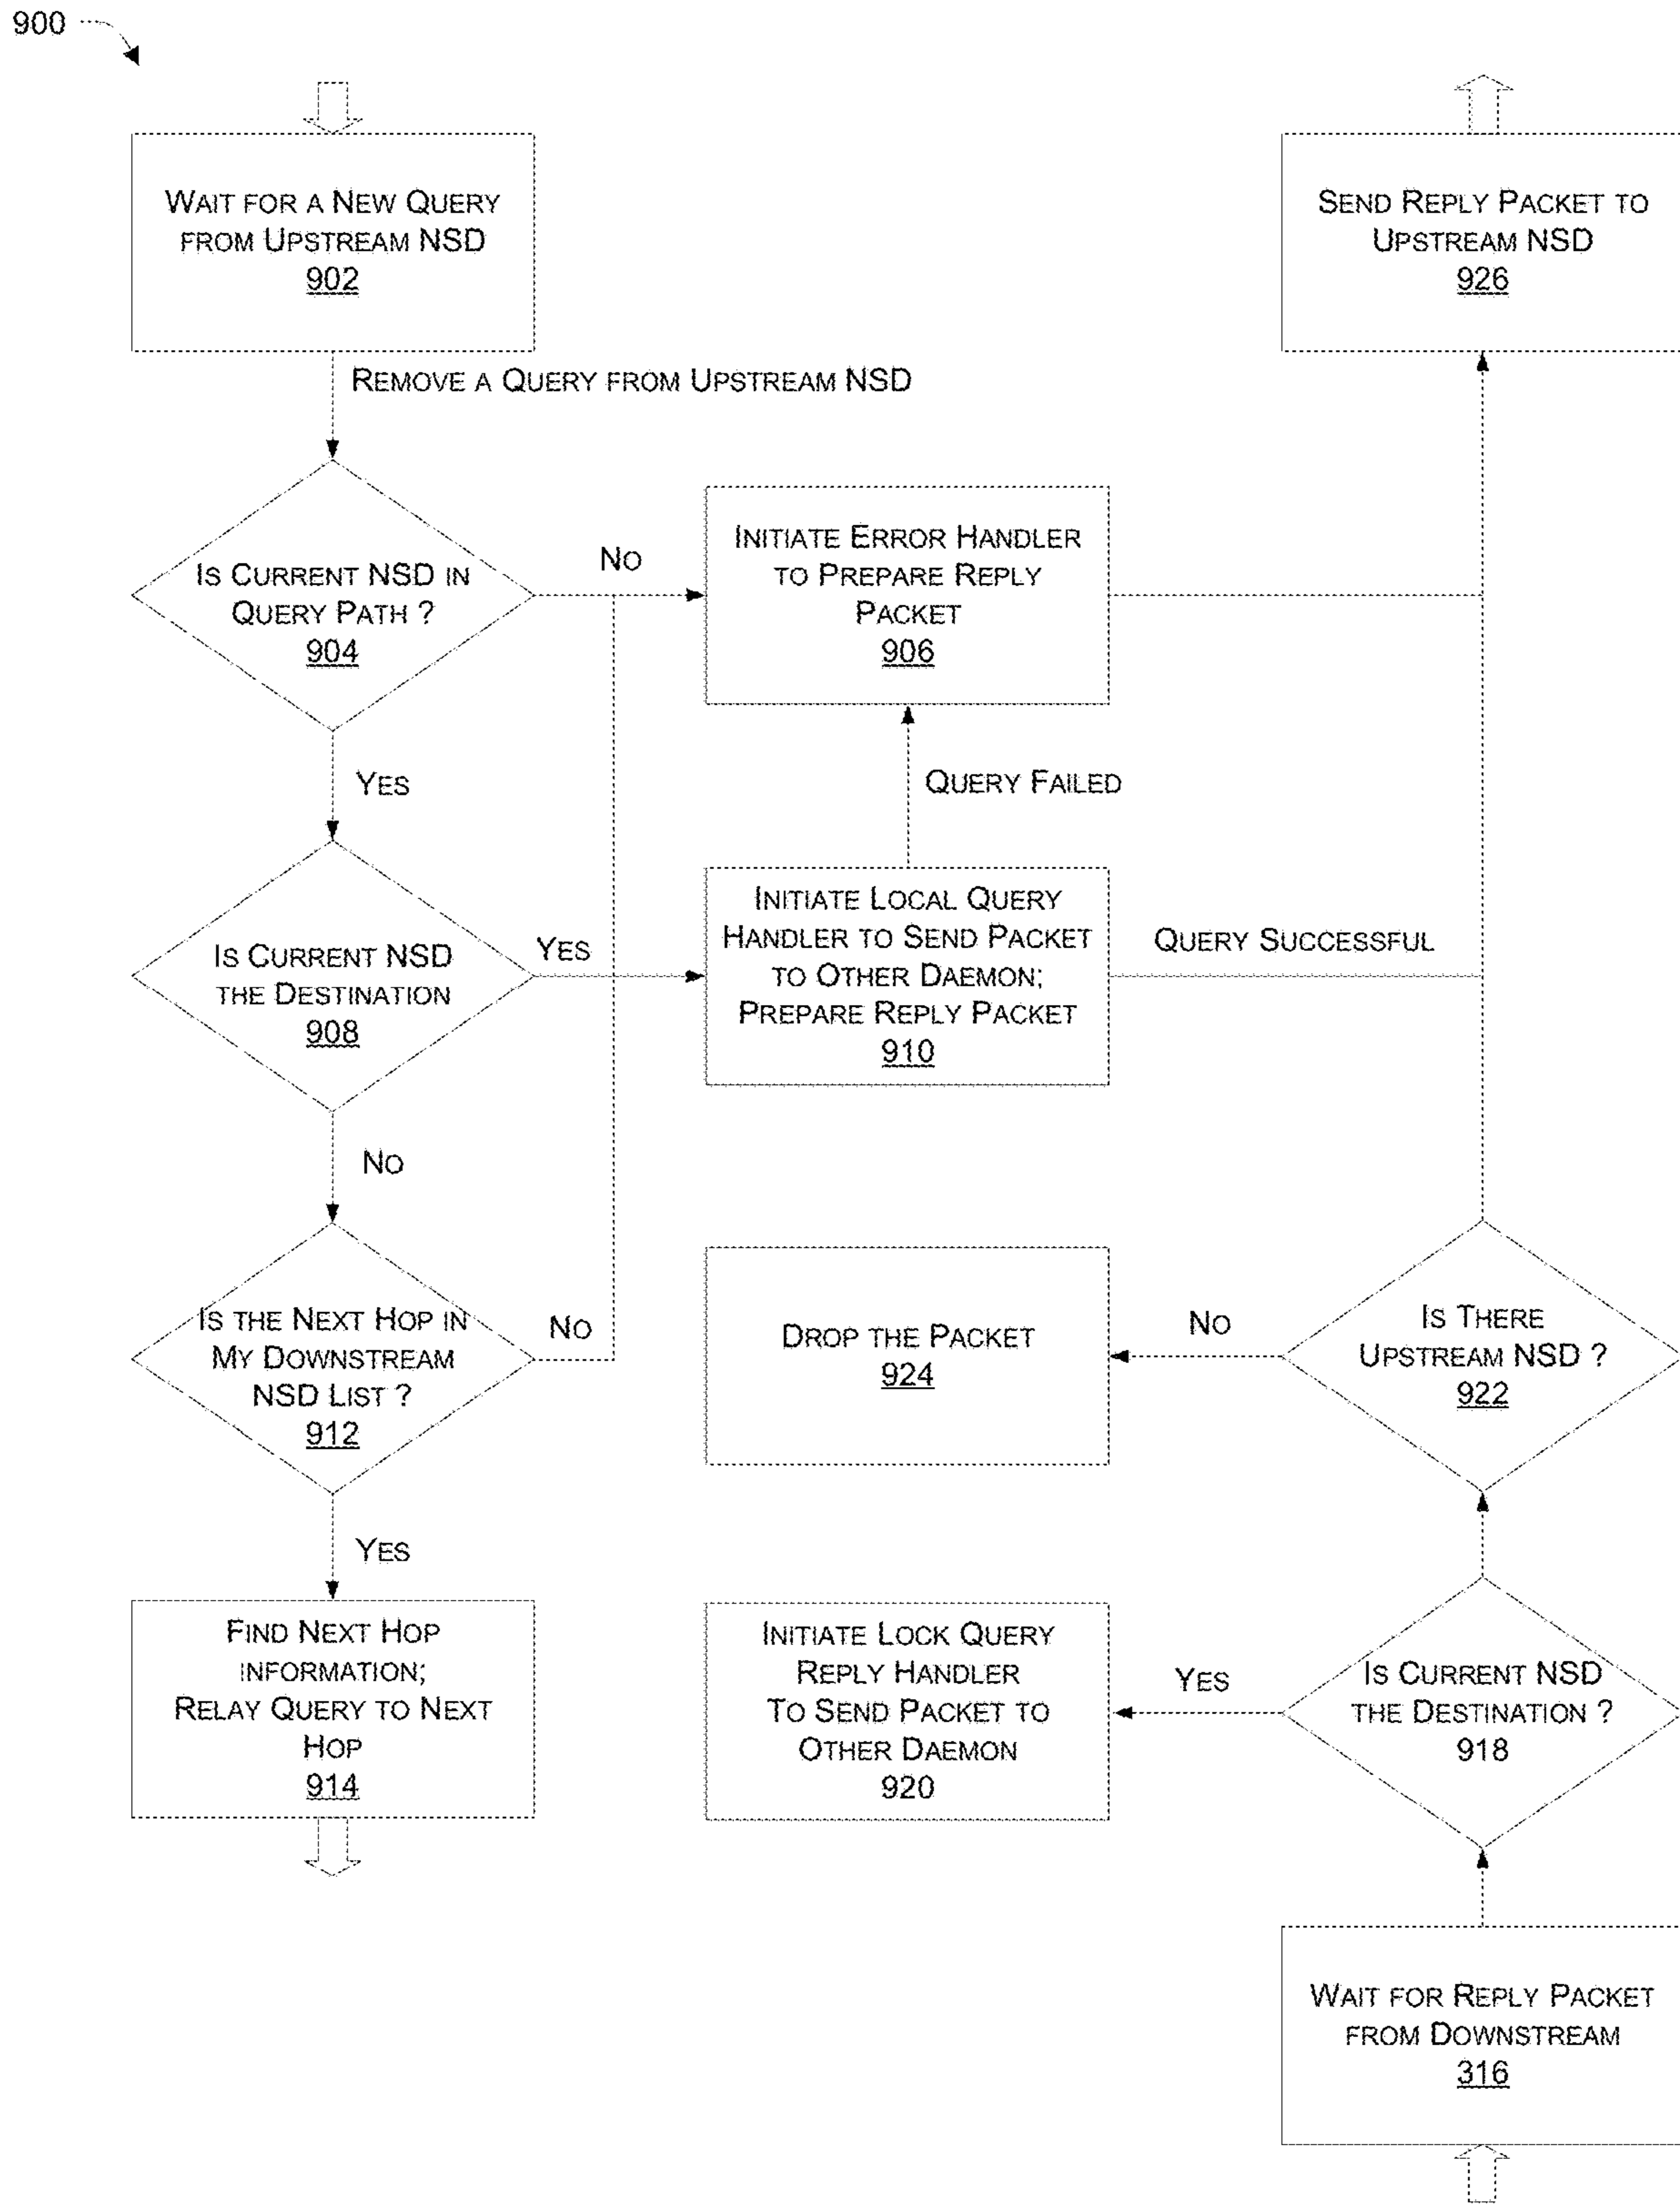 900
WAIT FOR A NEW QUERY
FROM UPSTREAM NSD
902
SEND REPLY PACKET TO
UPSTREAM NSD
926
REMOVE A QUERY FROM UPSTREAM NSD
IS CURRENT NSD IN
QUERY PATH ?
904
NO
INITIATE ERROR HANDLER
TO PREPARE REPLY
PACKET
906
YES
QUERY FAILED
IS CURRENT NSD
THE DESTINATION
908
YES
INITIATE LOCAL QUERY
HANDLER TO SEND PACKET
TO OTHER DAEMON;
PREPARE REPLY PACKET
910
QUERY SUCCESSFUL
NO
IS THE NEXT HOP IN
MY DOWNSTREAM
NSD LIST ?
912
NO
DROP THE PACKET
924
NO
IS THERE
UPSTREAM NSD ?
922
YES
FIND NEXT HOP
INFORMATION;
RELAY QUERY TO NEXT
HOP
914
INITIATE LOCK QUERY
REPLY HANDLER
TO SEND PACKET TO
OTHER DAEMON
920
YES
IS CURRENT NSD
THE DESTINATION ?
918
WAIT FOR REPLY PACKET
FROM DOWNSTREAM
316